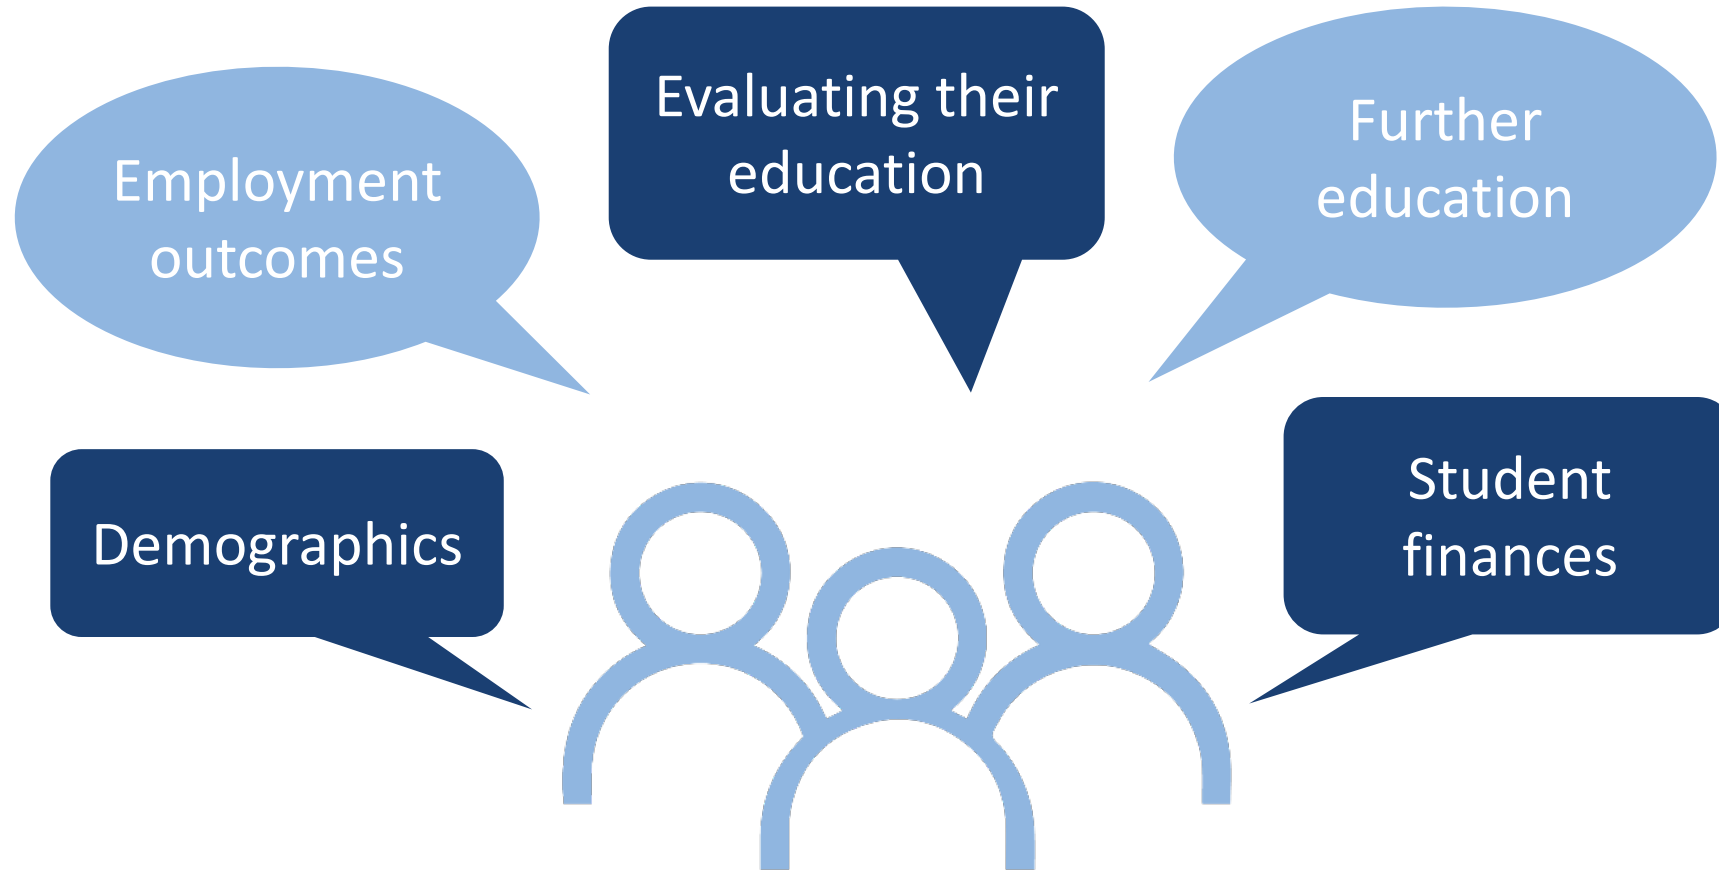 Evaluating their
education
Further
education
Employment
outcomes
Student
finances
Demographics